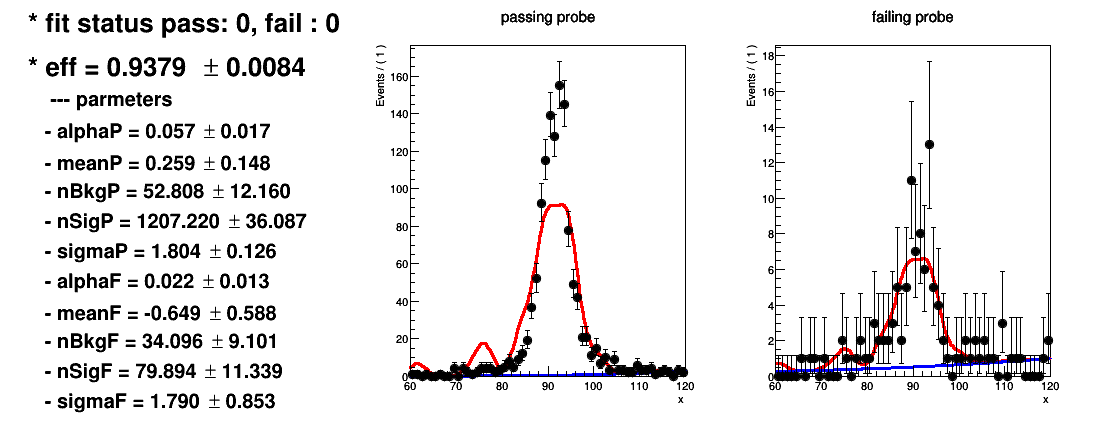 * fit status pass: 0, fail : 0
* eff = 0.9379 ± 0.0084
--- parmeters
- alphaP = 0.057 ± 0.017
- meanP = 0.259 ± 0.148
- nBkgP = 52.808 ± 12.160
- nSigP = 1207.220 ± 36.087
- sigmaP = 1.804 ± 0.126
- alphaF = 0.022 ± 0.013
- meanF = -0.649 ± 0.588
- nBkgF = 34.096 ± 9.101
- nSigF = 79.894 ± 11.339
- sigmaF = 1.790 ± 0.853
passing probe
Events / ( 1 )
160
140
120
100
80
60
40
20
0
60 70 80 90 100 110 120
x
failing probe
Events / ( 1 )
18
16
14
12
10
8
6
4
2
0
60 70 80 90 100 110 120
x